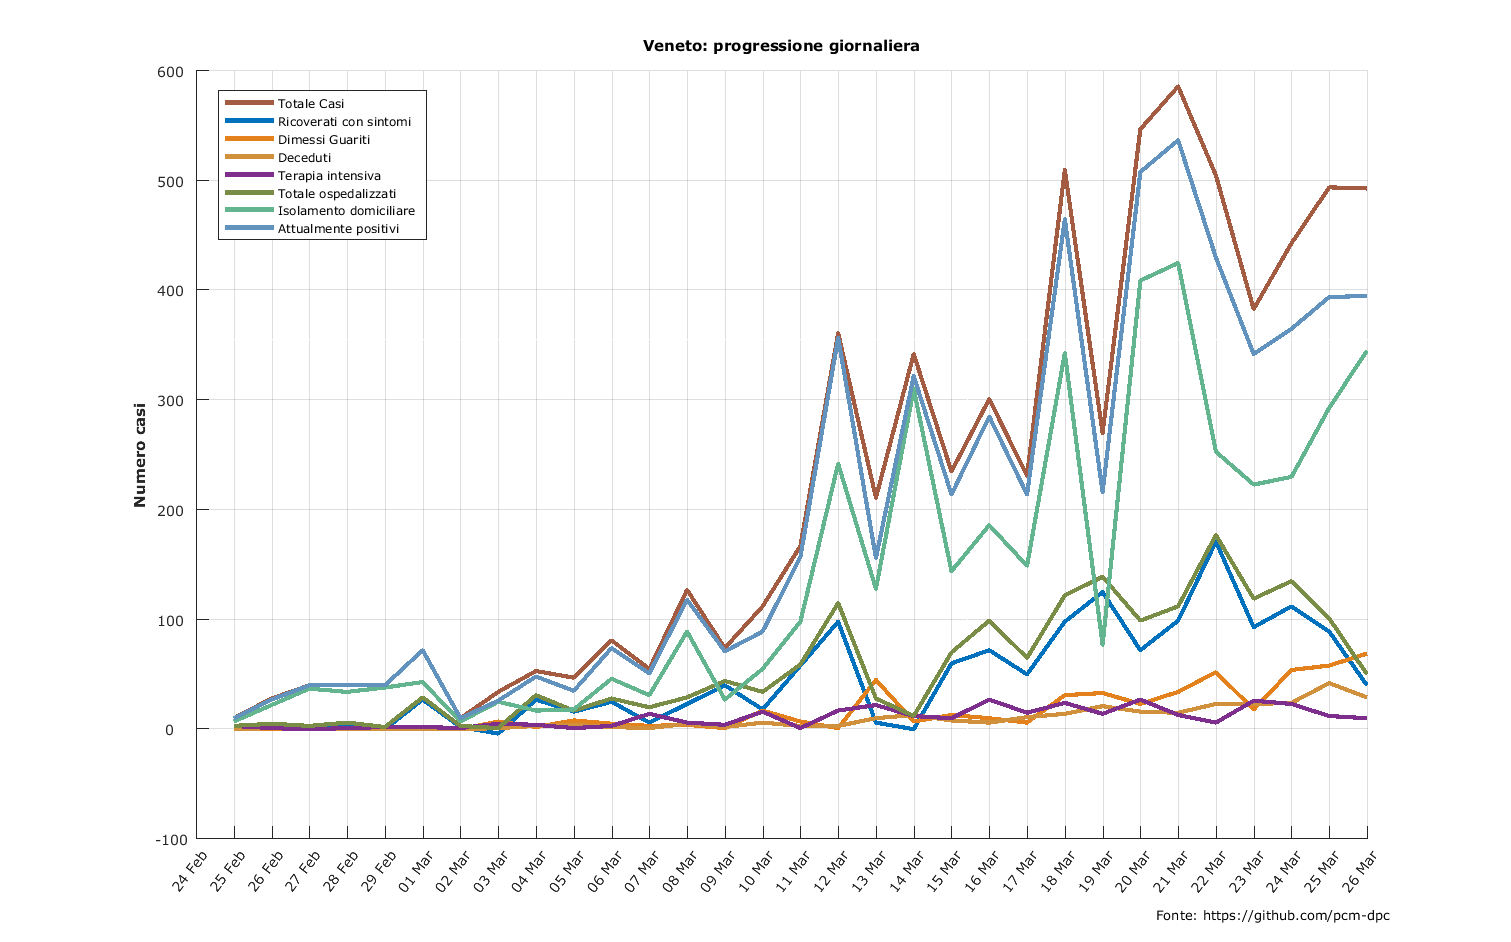 Veneto: progressione giornaliera
600
500
400
300
200
100
0
-100
Numero casi
Totale Casi
Ricoverati con sintomi
Dimessi Guariti
Deceduti
Terapia intensiva
Totale ospedalizzati
Isolamento domiciliare
Attualmente positivi
24 Feb
25 Feb
26 Feb
27 Feb
28 Feb
29 Feb
01 Mar
02 Mar
03 Mar
04 Mar
05 Mar
06 Mar
07 Mar
08 Mar
09 Mar
10 Mar
11 Mar
12 Mar
13 Mar
14 Mar
15 Mar
16 Mar
17 Mar
18 Mar
19 Mar
20 Mar
21 Mar
22 Mar
23 Mar
24 Mar
25 Mar
26 Mar
Fonte: https://github.com/pcm-dpc